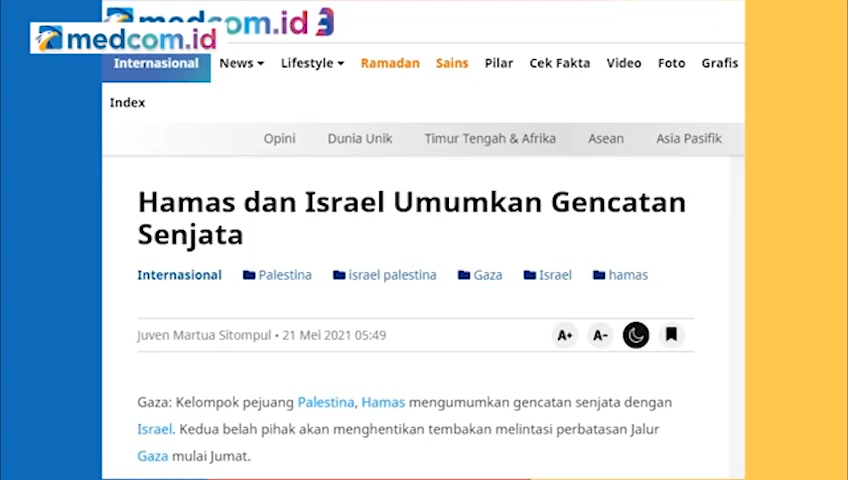 medcom.id
medcom.id
Internasional News Lifestyle Ramadan Sains Pilar Cek Fakta Video Foto Grafis
Index
Opini Dunia Unik Timur Tengah & Afrika Asean Asia Pasifik
Hamas dan Israel Umumkan Gencatan
Senjata
Internasional Palestina israel palestina Gaza Israel hamas
Juven Martua Sitompul • 21 Mei 2021 05:49
A+ A-
Gaza: Kelompok pejuang Palestina, Hamas mengumumkan gencatan senjata dengan
Israel. Kedua belah pihak akan menghentikan tembakan melintasi perbatasan Jalur
Gaza mulai Jumat.